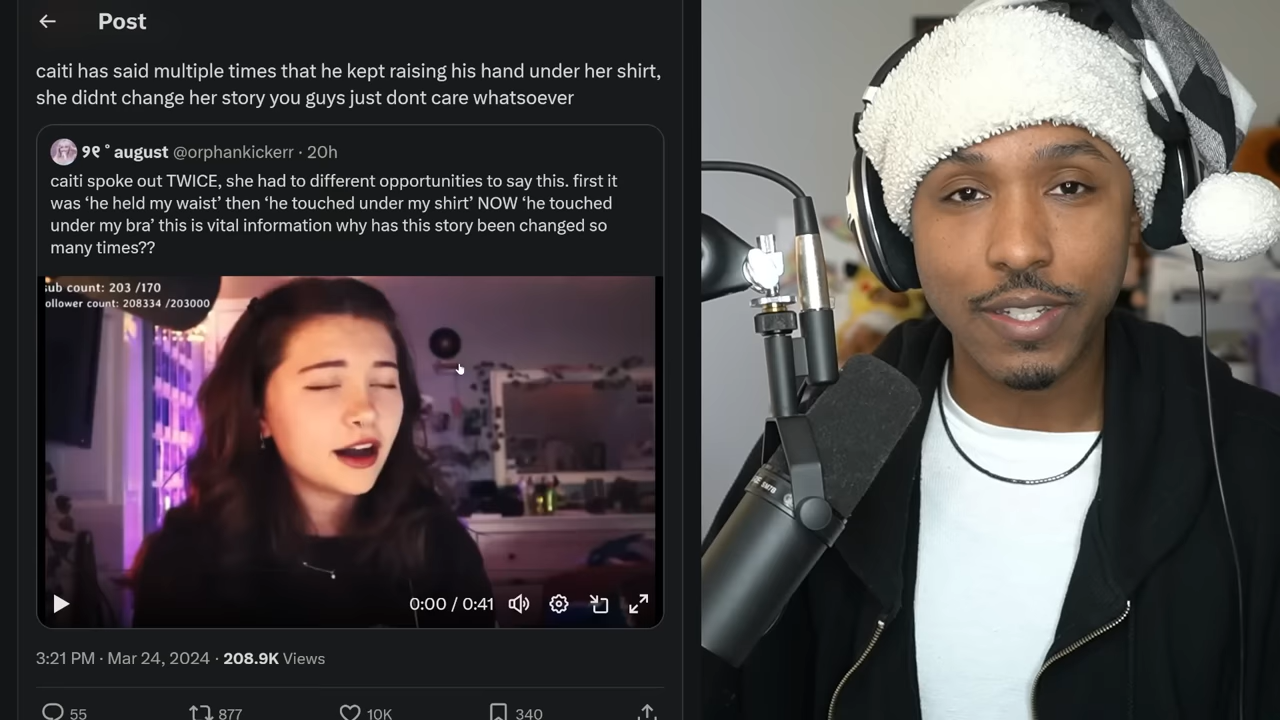 Post
caiti has said multiple times that he kept raising his hand under her shirt,
she didnt change her story you guys just dont care whatsoever
august @orphankickerr · 20h
caiti spoke out TWICE, she had to different opportunities to say this. first it
was ‘he held my waist’ then ‘he touched under my shirt’ NOW ‘he touched
under my bra’ this is vital information why has this story been changed so
many times??
sub count: 203 /170
ollower count: 208334 /203000
0:00 / 0:41
3:21 PM · Mar 24, 2024 · 208.9K Views
55 877 10K 340
SM7B